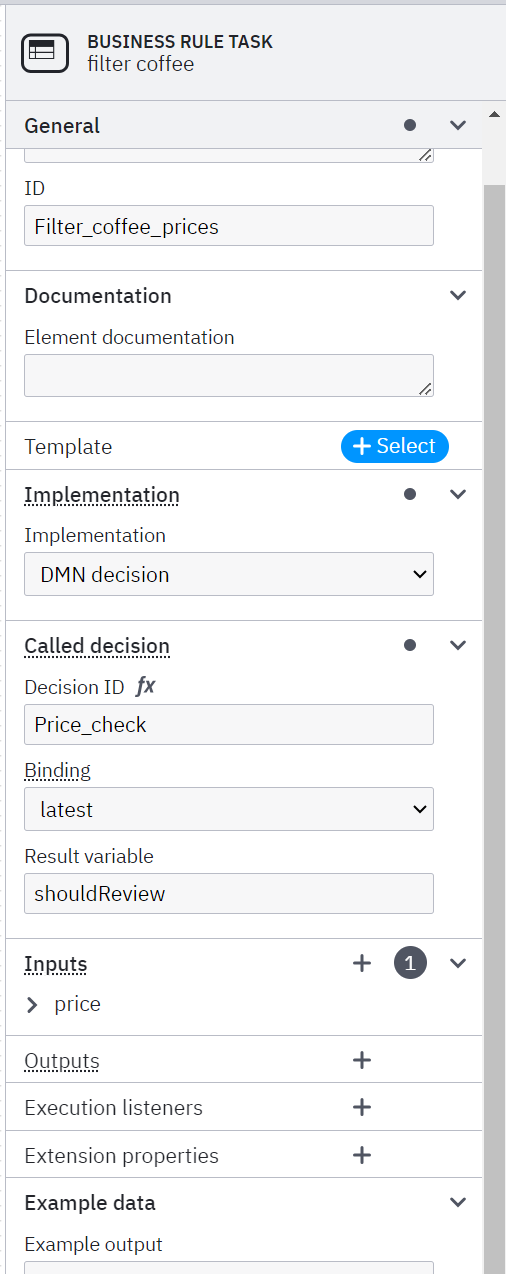 BUSINESS RULE TASK
filter coffee
General
ID
Filter_coffee_prices
Documentation
Element documentation
Template
Select
Implementation
Implementation
DMN decision
Called decision
Decision ID fx
Price_check
Binding
latest
Result variable
shouldReview
Inputs 1
price
Outputs
Execution listeners
Extension properties
Example data
Example output